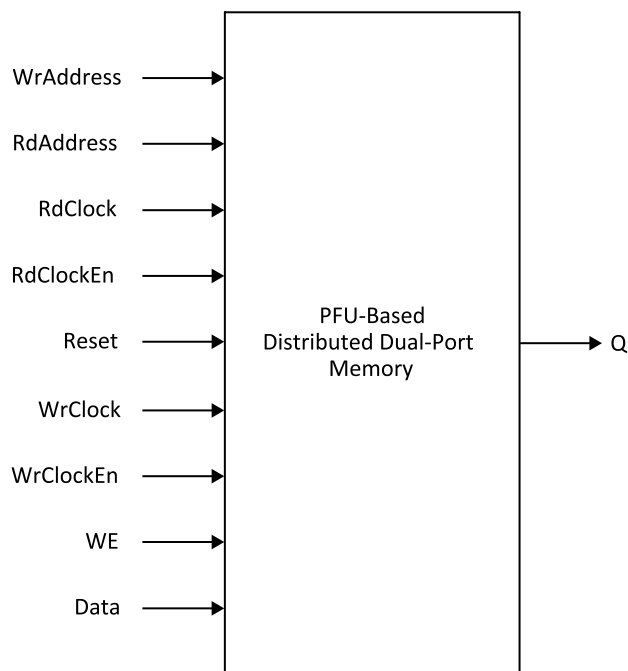 WrAddress
RdAddress
RdClock
RdClockEn
Reset
WrClock
WrClockEn
WE
Data
PFU-Based
Distributed Dual-Port
Memory
Q